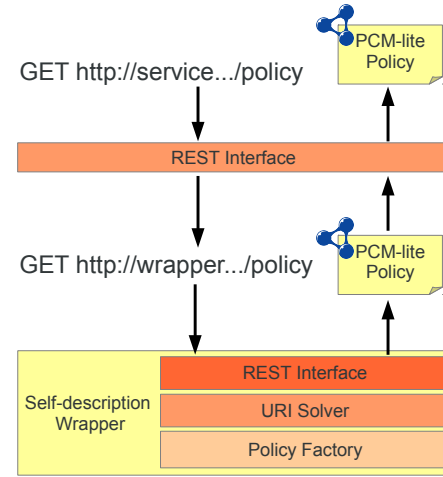 PCM-lite
Policy
GET http://service.../policy
REST Interface
GET http://wrapper.../policy
PCM-lite
Policy
REST Interface
Self-description
Wrapper
URI Solver
Policy Factory